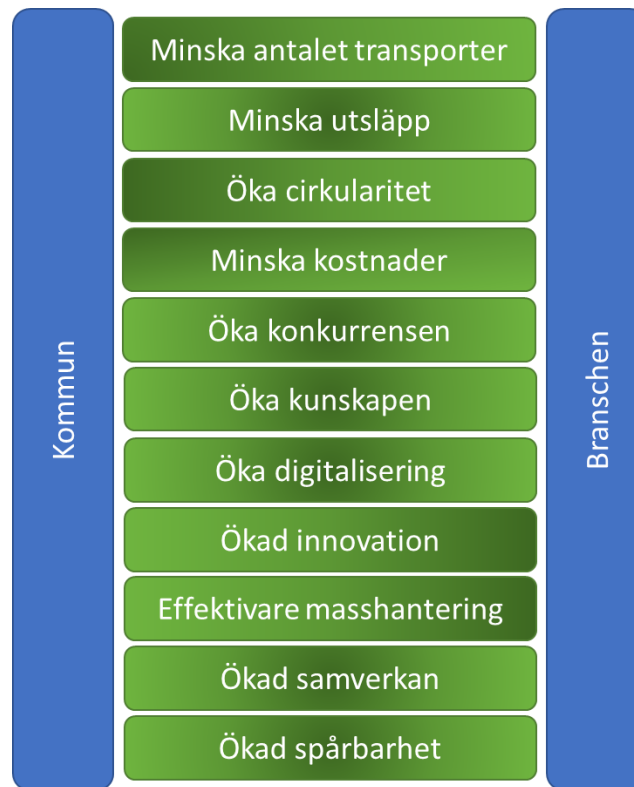 Kommun
Minska antalet transporter
Minska utsläpp
Öka cirkularitet
Minska kostnader
Öka konkurrensen
Öka kunskapen
Öka digitalisering
Ökad innovation
Effektivare masshantering
Ökad samverkan
Ökad spårbarhet
Branschen